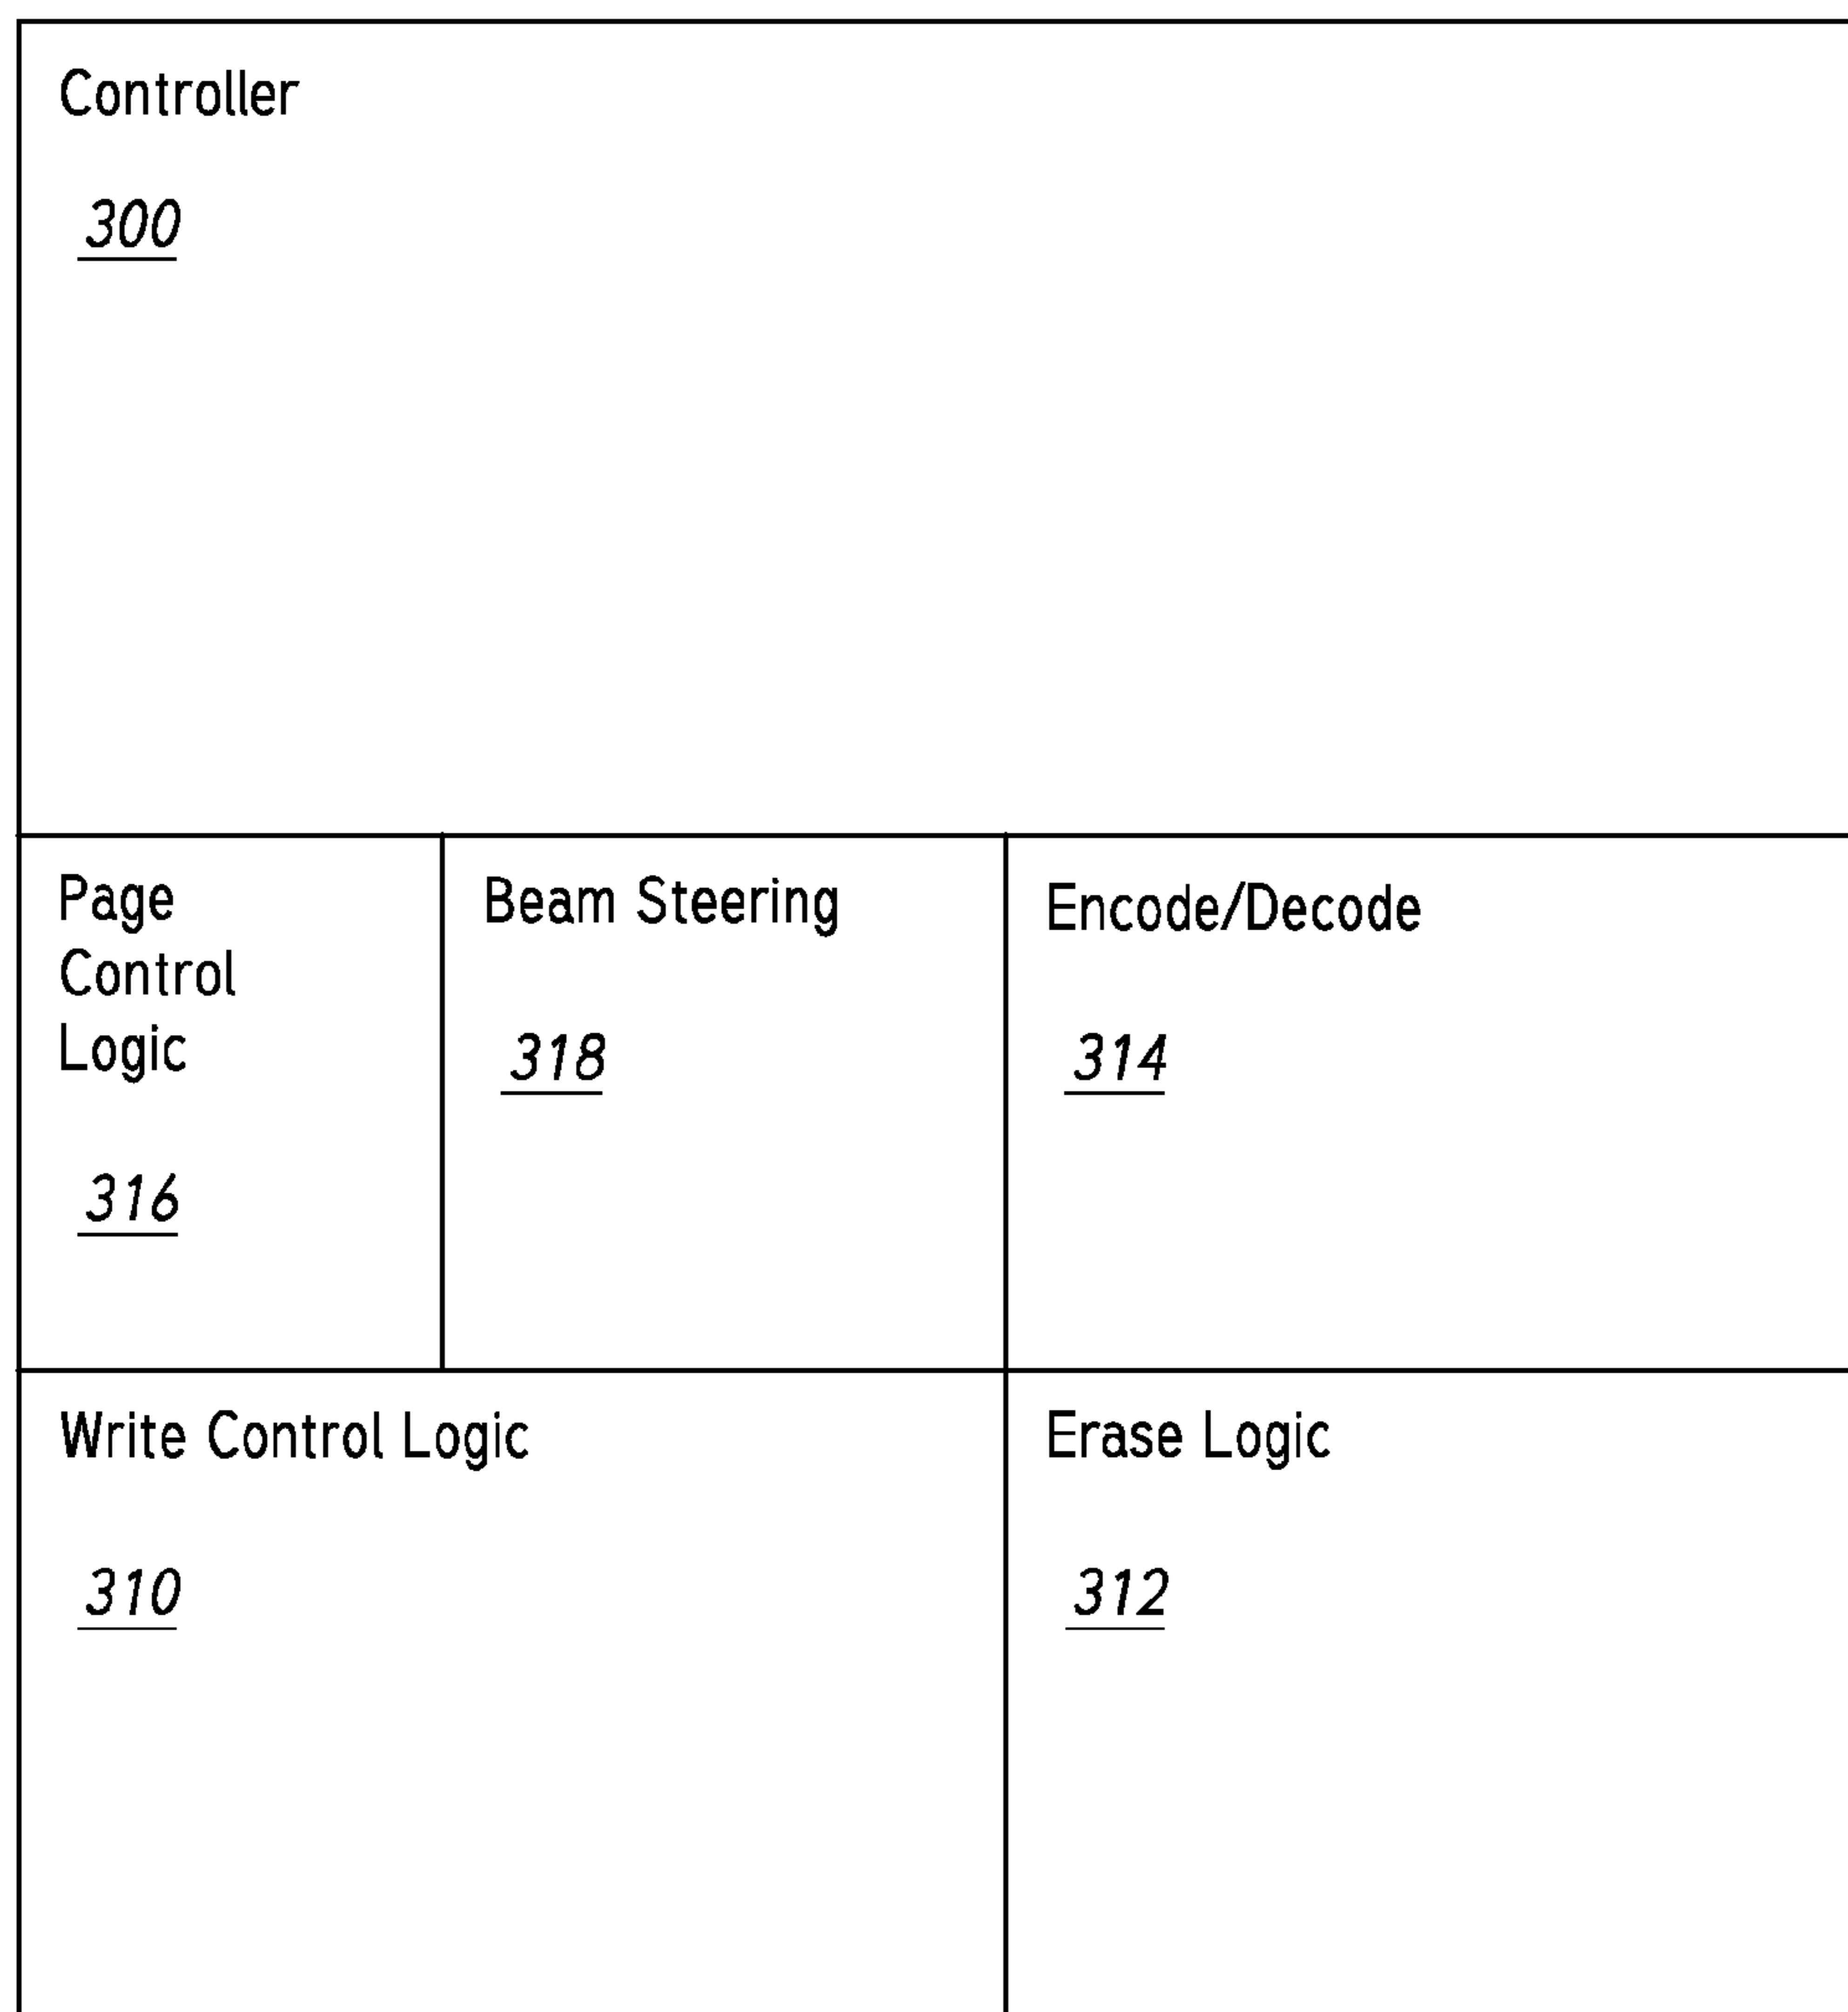 Controller
300
Page
Control
Logic
316
Beam Steering
318
Encode/Decode
314
Write Control Logic
310
Erase Logic
312